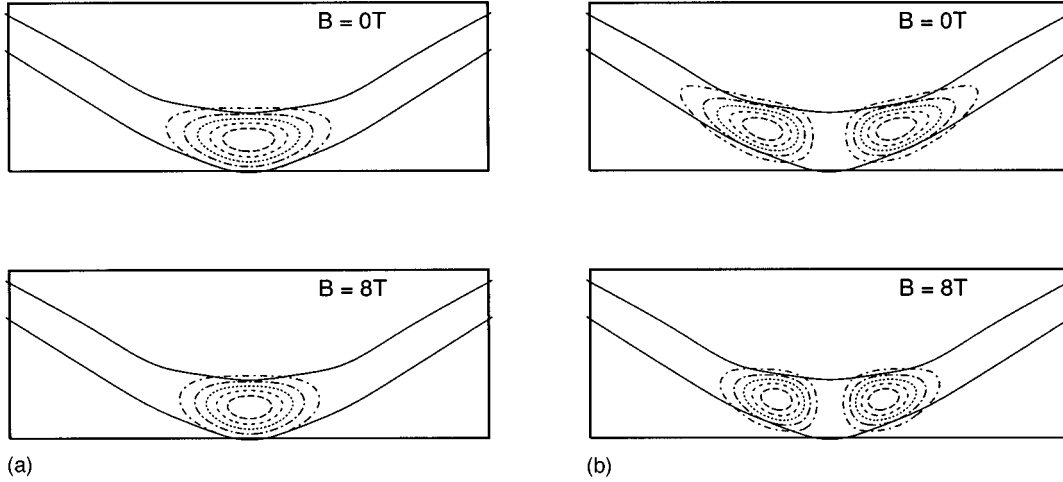 B = 0T
B = 0T
B = 8T
B = 8T
(a)
(b)